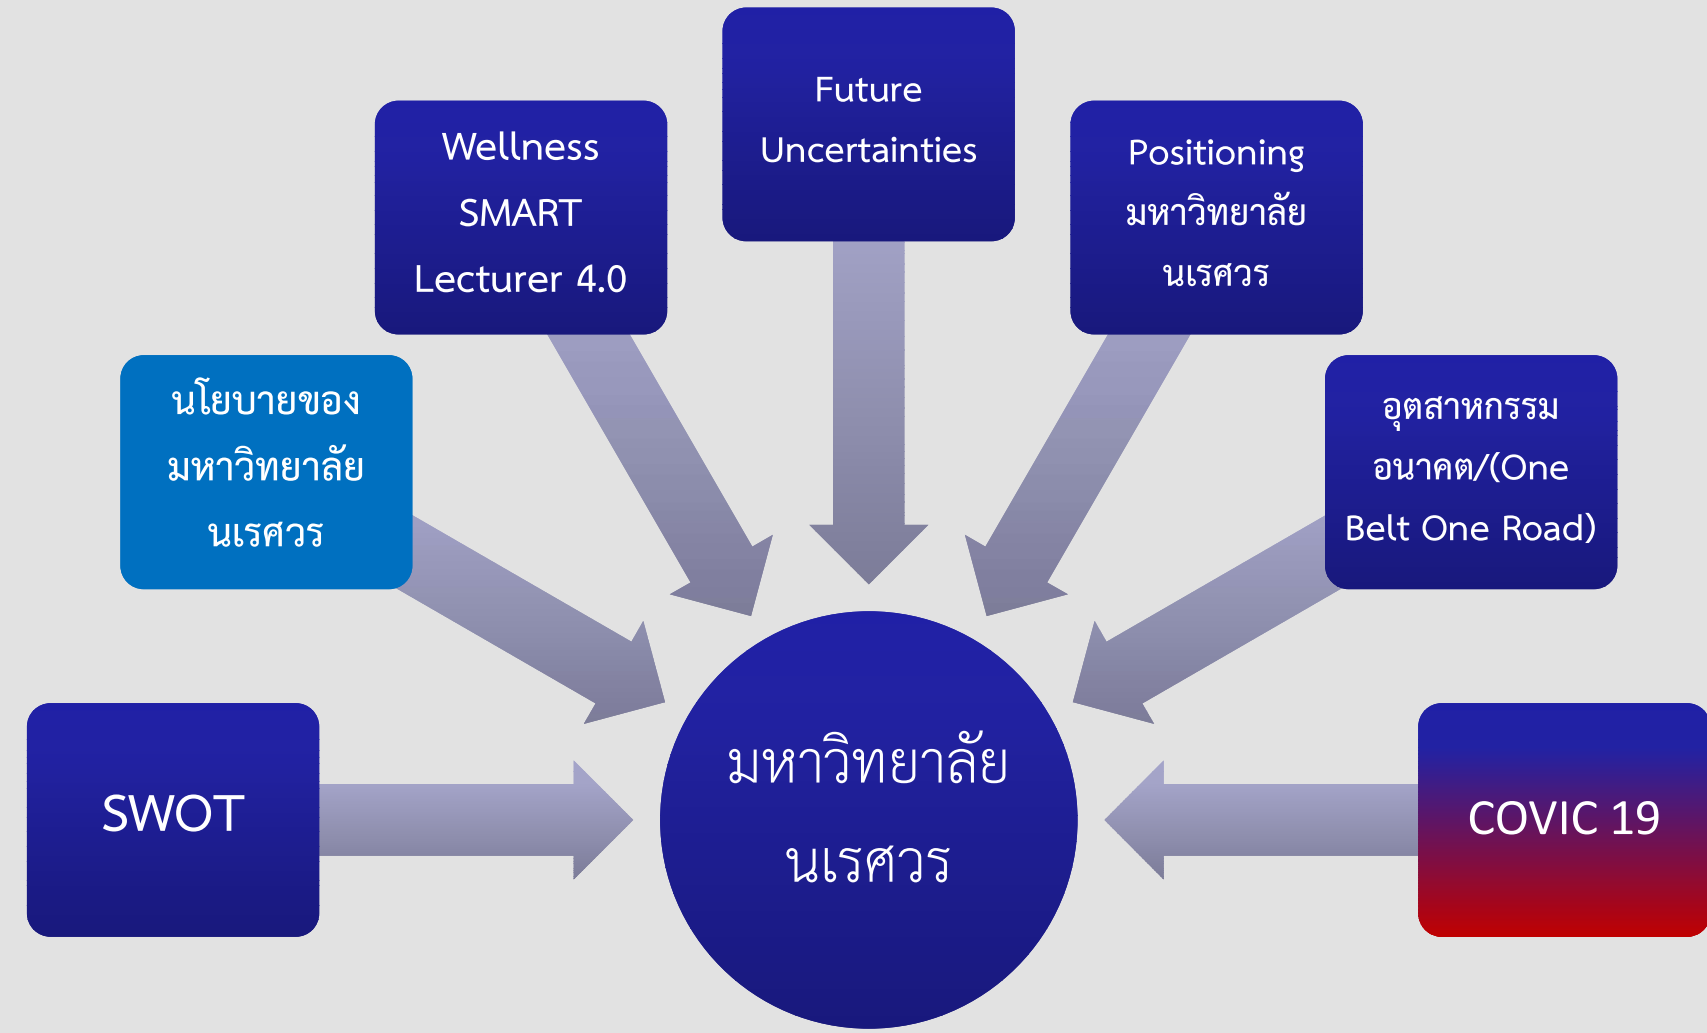 Future
Uncertainties
Wellness
SMART
Lecturer 4.0
Positioning
มหาวิทยาลัย
นเรศวร
นโยบายของ
มหาวิทยาลัย
นเรศวร
อุตสาหกรรม
อนาคต/(One
Belt One Road)
SWOT
มหาวิทยาลัย
นเรศวร
COVIC 19